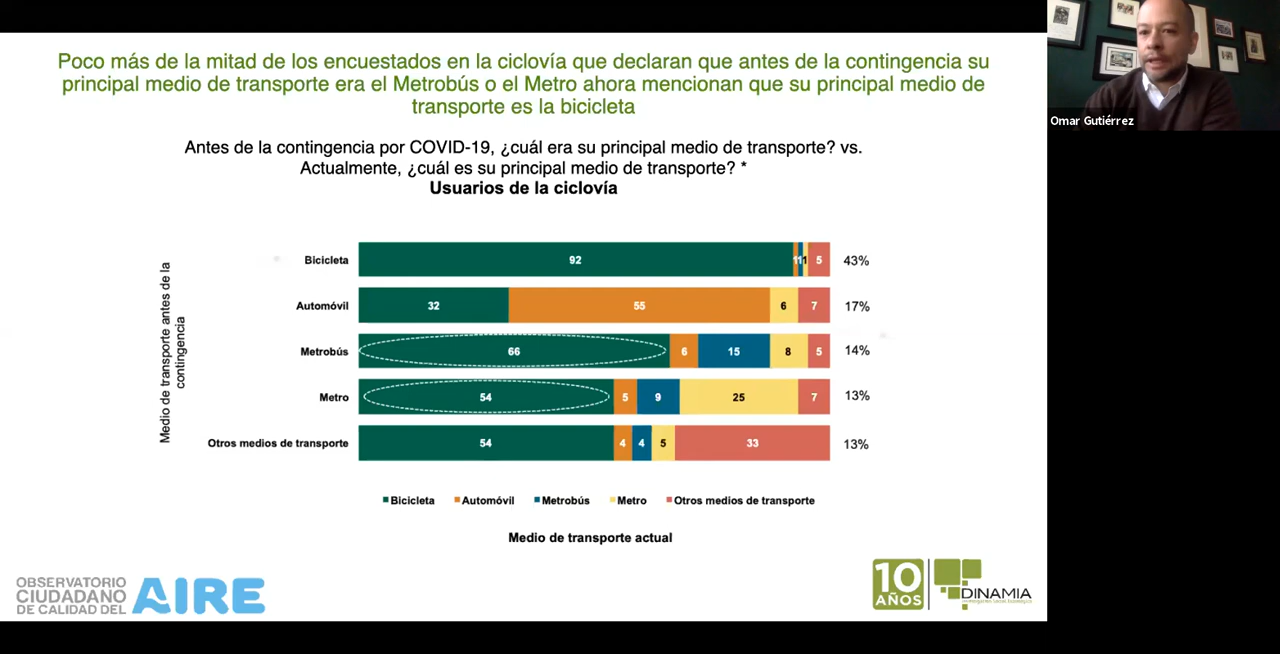 Poco más de la mitad de los encuestados en la ciclovía que declaran que antes de la contingencia su
principal medio de transporte era el Metrobús o el Metro ahora mencionan que su principal medio de
transporte es la bicicleta
Omar Gutiérrez
Antes de la contingencia por COVID-19, ¿cuál era su principal medio de transporte? vs.
Actualmente, ¿cuál es su principal medio de transporte? *
Usuarios de la ciclovía
Medio de transporte antes de la
contingencia
Bicicleta 92 1 1 1 5 43%
Automóvil 32 55 6 7 17%
Metrobús 66 6 15 8 5 14%
Metro 54 5 9 25 7 13%
Otros medios de transporte 54 4 4 5 33 13%
Bicicleta Automóvil Metrobús Metro Otros medios de transporte
Medio de transporte actual
OBSERVATORIO
CIUDADANO
DE CALIDAD DEL
AIRE
10
AÑOS
DINAMIA